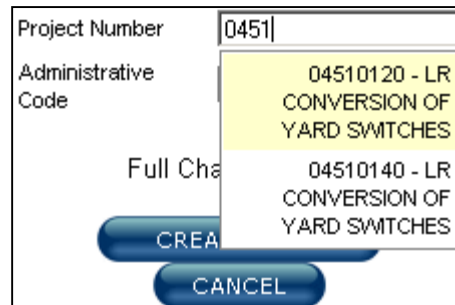 Project Number 0451
Administrative
Code
04510120 - LR
CONVERSION OF
YARD SWITCHES
04510140 - LR
CONVERSION OF
YARD SWITCHES
Full Cha
CREA
CANCEL